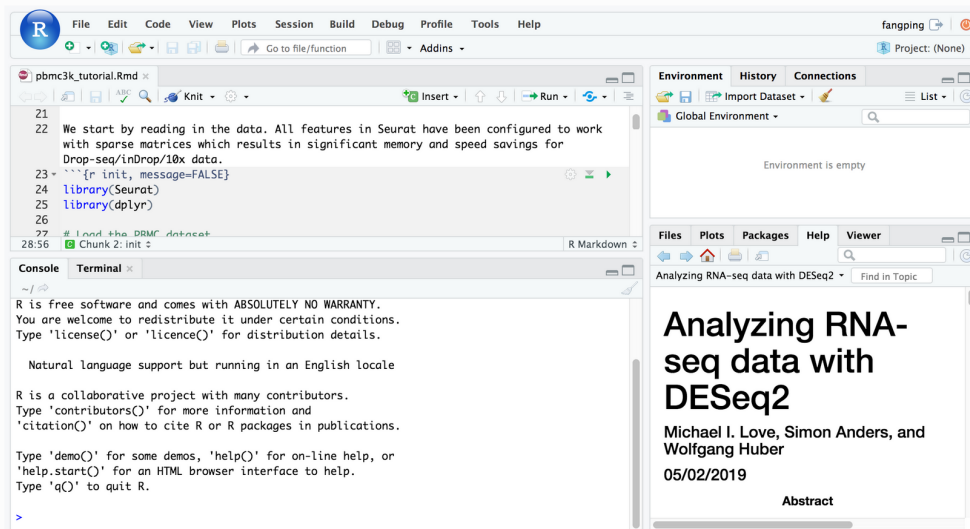 R
File Edit Code View Plots Session Build Debug Profile Tools Help
fangping
Go to file/function
Addins
R Project: (None)
pbmc3k_tutorial.Rmd
ABC Knit
Insert Run
21
22 We start by reading in the data. All features in Seurat have been configured to work
with sparse matrices which results in significant memory and speed savings for
Drop-seq/inDrop/10x data.
23 ```{r init, message=FALSE}
24 library(Seurat)
25 library(dplyr)
26
27 # Load the PBMC dataset
28:56 C Chunk 2: init R Markdown
Console Terminal
~/
R is free software and comes with ABSOLUTELY NO WARRANTY.
You are welcome to redistribute it under certain conditions.
Type 'license()' or 'licence()' for distribution details.
Natural language support but running in an English locale
R is a collaborative project with many contributors.
Type 'contributors()' for more information and
'citation()' on how to cite R or R packages in publications.
Type 'demo()' for some demos, 'help()' for on-line help, or
'help.start()' for an HTML browser interface to help.
Type 'q()' to quit R.
>
Environment History Connections
Import Dataset List
Global Environment
Environment is empty
Files Plots Packages Help Viewer
Analyzing RNA-seq data with DESeq2 Find in Topic
Analyzing RNA-
seq data with
DESeq2
Michael I. Love, Simon Anders, and
Wolfgang Huber
05/02/2019
Abstract